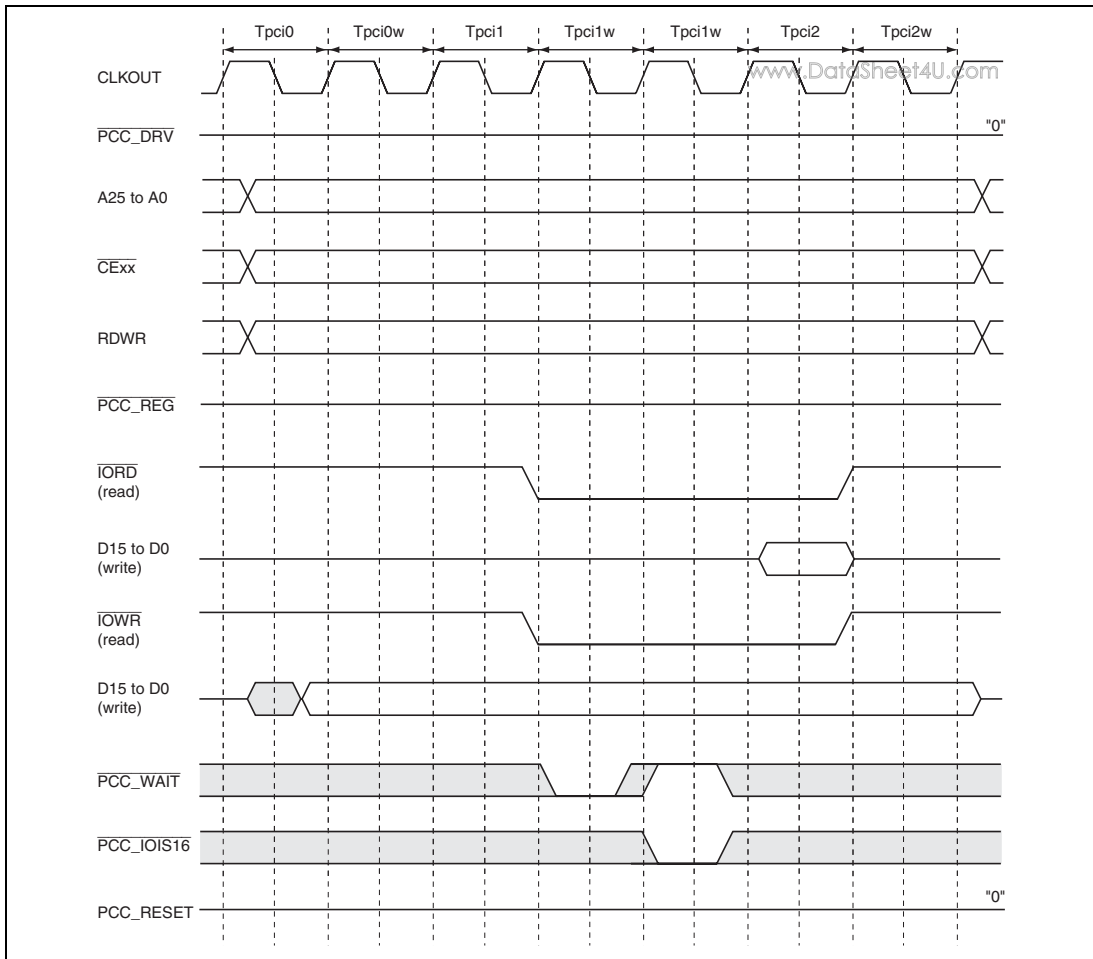 Tpci0 Tpci0w Tpci1 Tpci1w Tpci1w Tpci2 Tpci2w
CLKOUT
www.DataSheet4U.com
PCC_DRV
"0"
A25 to A0
CExx
RDWR
PCC_REG
IORD
(read)
D15 to D0
(write)
IOWR
(read)
D15 to D0
(write)
PCC_WAIT
PCC_IOIS16
PCC_RESET
"0"